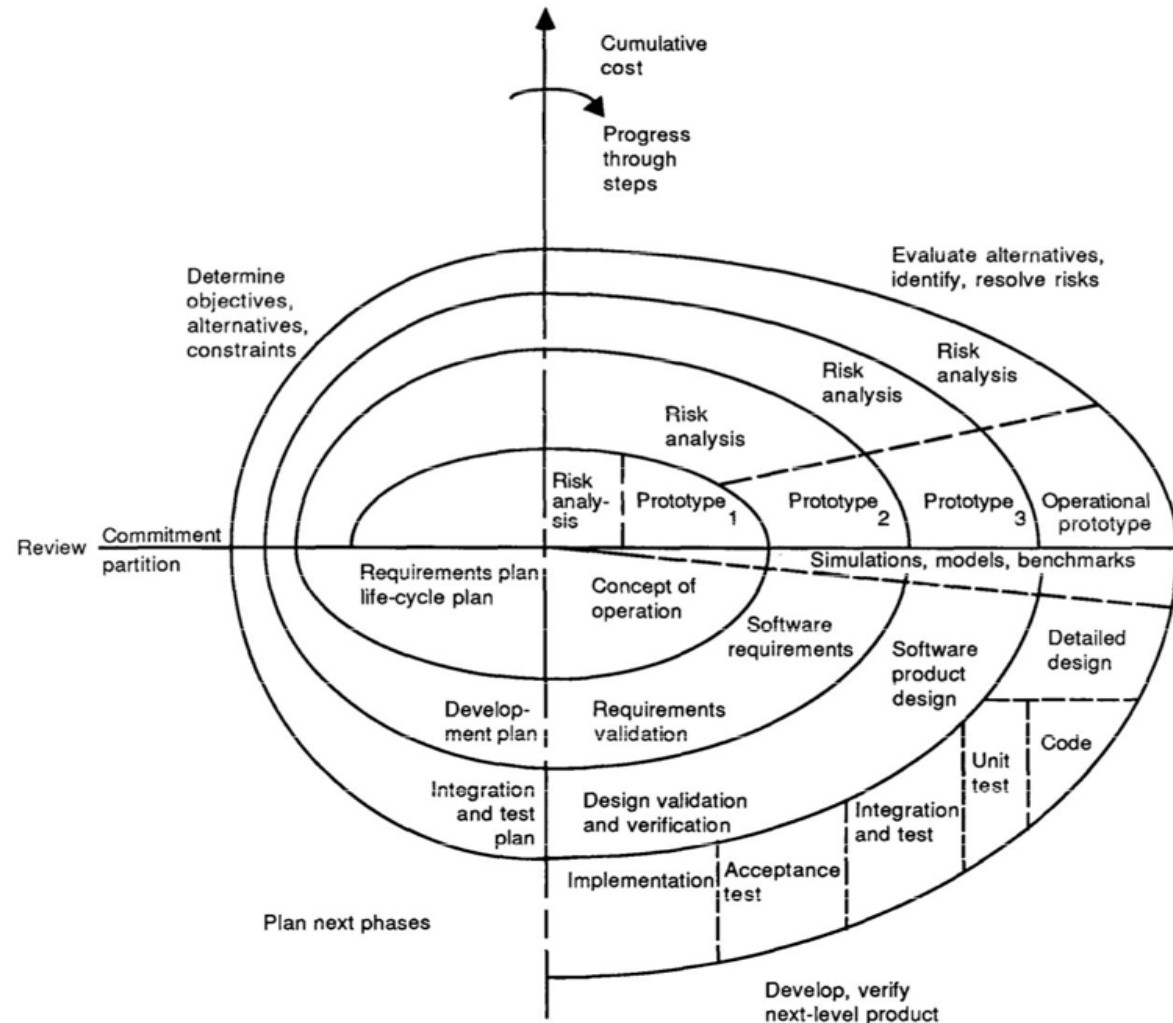 Cumulative
cost
Progress
through
steps
Determine
objectives,
alternatives,
constraints
Evaluate alternatives,
identify, resolve risks
Risk
analysis
Risk
analysis
Risk
analysis
Risk
analy-
sis
Prototype 1
Prototype 2
Prototype 3
Operational
prototype
Review
Commitment
partition
Simulations, models, benchmarks
Requirements plan
life-cycle plan
Concept of
operation
Software
requirements
Software
product
design
Detailed
design
Develop-
ment plan
Requirements
validation
Code
Unit
test
Integration
and test
plan
Design validation
and verification
Integration
and test
Acceptance
test
Implementation
Plan next phases
Develop, verify
next-level product